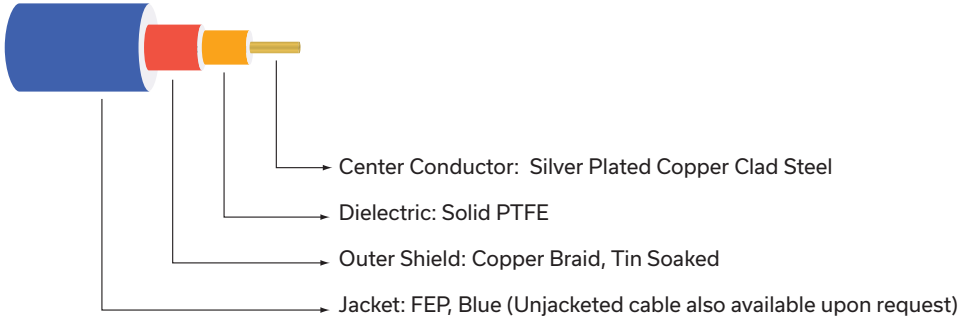 Center Conductor: Silver Plated Copper Clad Steel
Dielectric: Solid PTFE
Outer Shield: Copper Braid, Tin Soaked
Jacket: FEP, Blue (Unjacketed cable also available upon request)